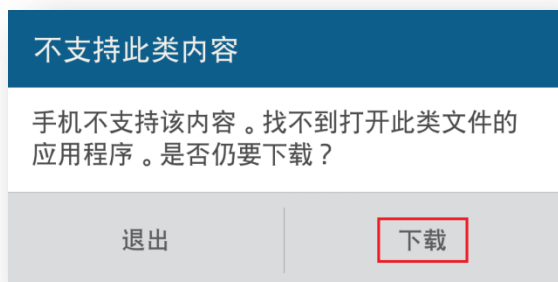 不支持此类内容
手机不支持该内容。找不到打开此类文件的
应用程序。是否仍要下载？
退出
下载